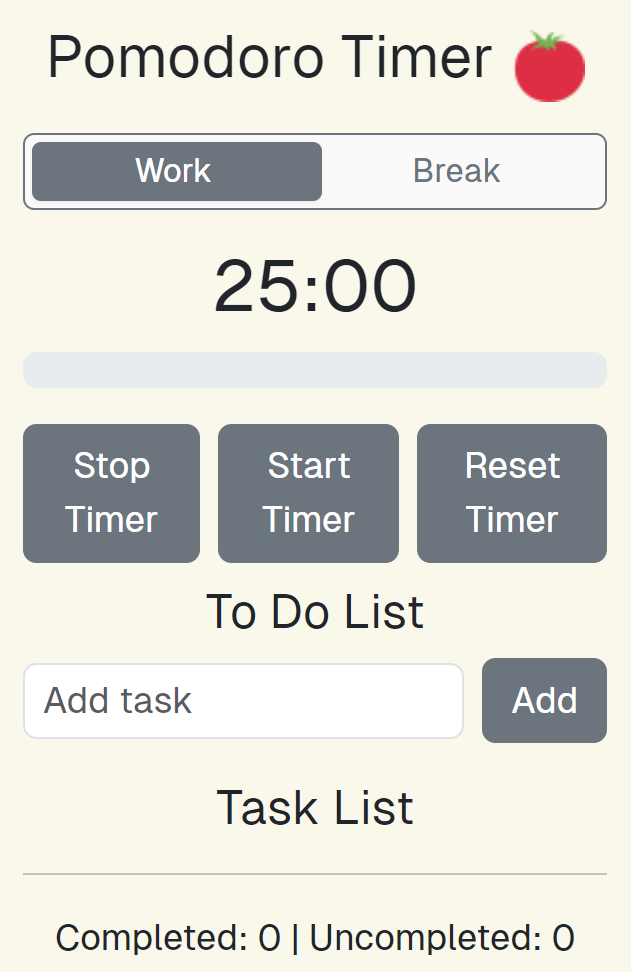 Pomodoro Timer
Work Break
25:00
Stop Timer
Start Timer
Reset Timer
To Do List
Add task Add
Task List
Completed: 0 | Uncompleted: 0